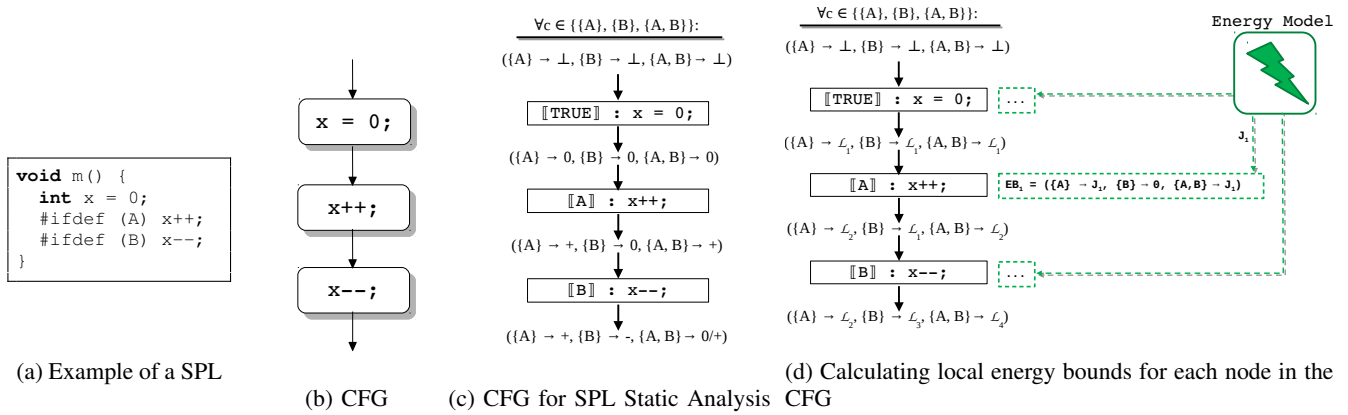 void m() {
int x = 0;
#ifdef (A) x++;
#ifdef (B) x--;
}
(a) Example of a SPL
x = 0;
x++;
x--;
(b) CFG
∀c ∈ {{A}, {B}, {A, B}}:
({A} → ⊥, {B} → ⊥, {A, B} → ⊥)
⟦TRUE⟧ : x = 0;
({A} → 0, {B} → 0, {A, B} → 0)
⟦A⟧ : x++;
({A} → +, {B} → 0, {A, B} → +)
⟦B⟧ : x--;
({A} → +, {B} → -, {A, B} → 0/+)
(c) CFG for SPL Static Analysis
∀c ∈ {{A}, {B}, {A, B}}:
({A} → ⊥, {B} → ⊥, {A, B} → ⊥)
⟦TRUE⟧ : x = 0;
...
({A} → ℒ₁, {B} → ℒ₁, {A, B} → ℒ₁)
⟦A⟧ : x++;
EB₁ = ({A} → J₁, {B} → 0, {A,B} → J₁)
({A} → ℒ₂, {B} → ℒ₁, {A, B} → ℒ₂)
⟦B⟧ : x--;
...
({A} → ℒ₂, {B} → ℒ₃, {A, B} → ℒ₄)
Energy Model
J₁
(d) Calculating local energy bounds for each node in the
CFG